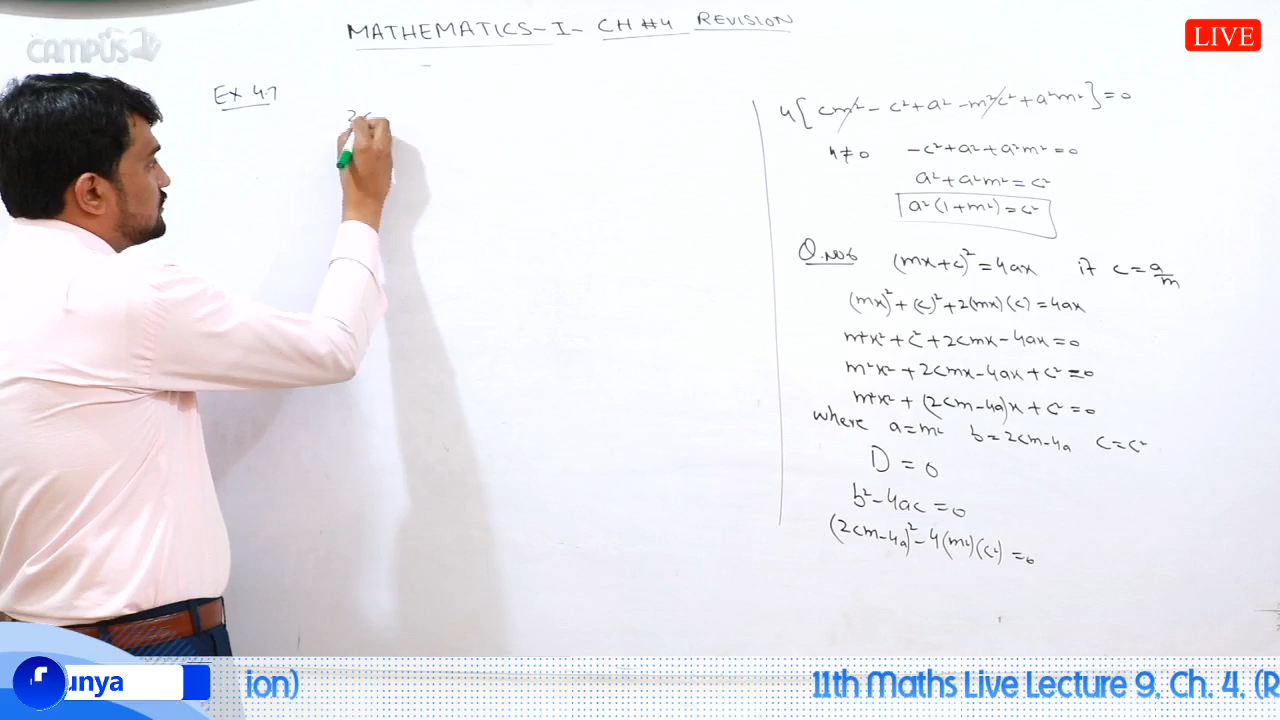 CAMPUS
MATHEMATICS-I- CH #4 REVISION
LIVE
Ex 4.7
2c
4[cm² - c² + a² - m²c² + a²m²] = 0
4≠0 -c² + a² + a²m² = 0
a² + a²m² = c²
a²(1+m²) = c²
Q.No6 (mx+c)² = 4ax if c = a/m
(mx)² + (c)² + 2(mx)(c) = 4ax
m²x² + c² + 2cmx - 4ax = 0
m²x² + 2cmx - 4ax + c² = 0
m²x² + (2cm-4a)x + c² = 0
where a=m² b=2cm-4a c=c²
D = 0
b² - 4ac = 0
(2cm-4a)² - 4(m²)(c²) = 0
unya
ion)
11th Maths Live Lecture 9, Ch. 4, (R